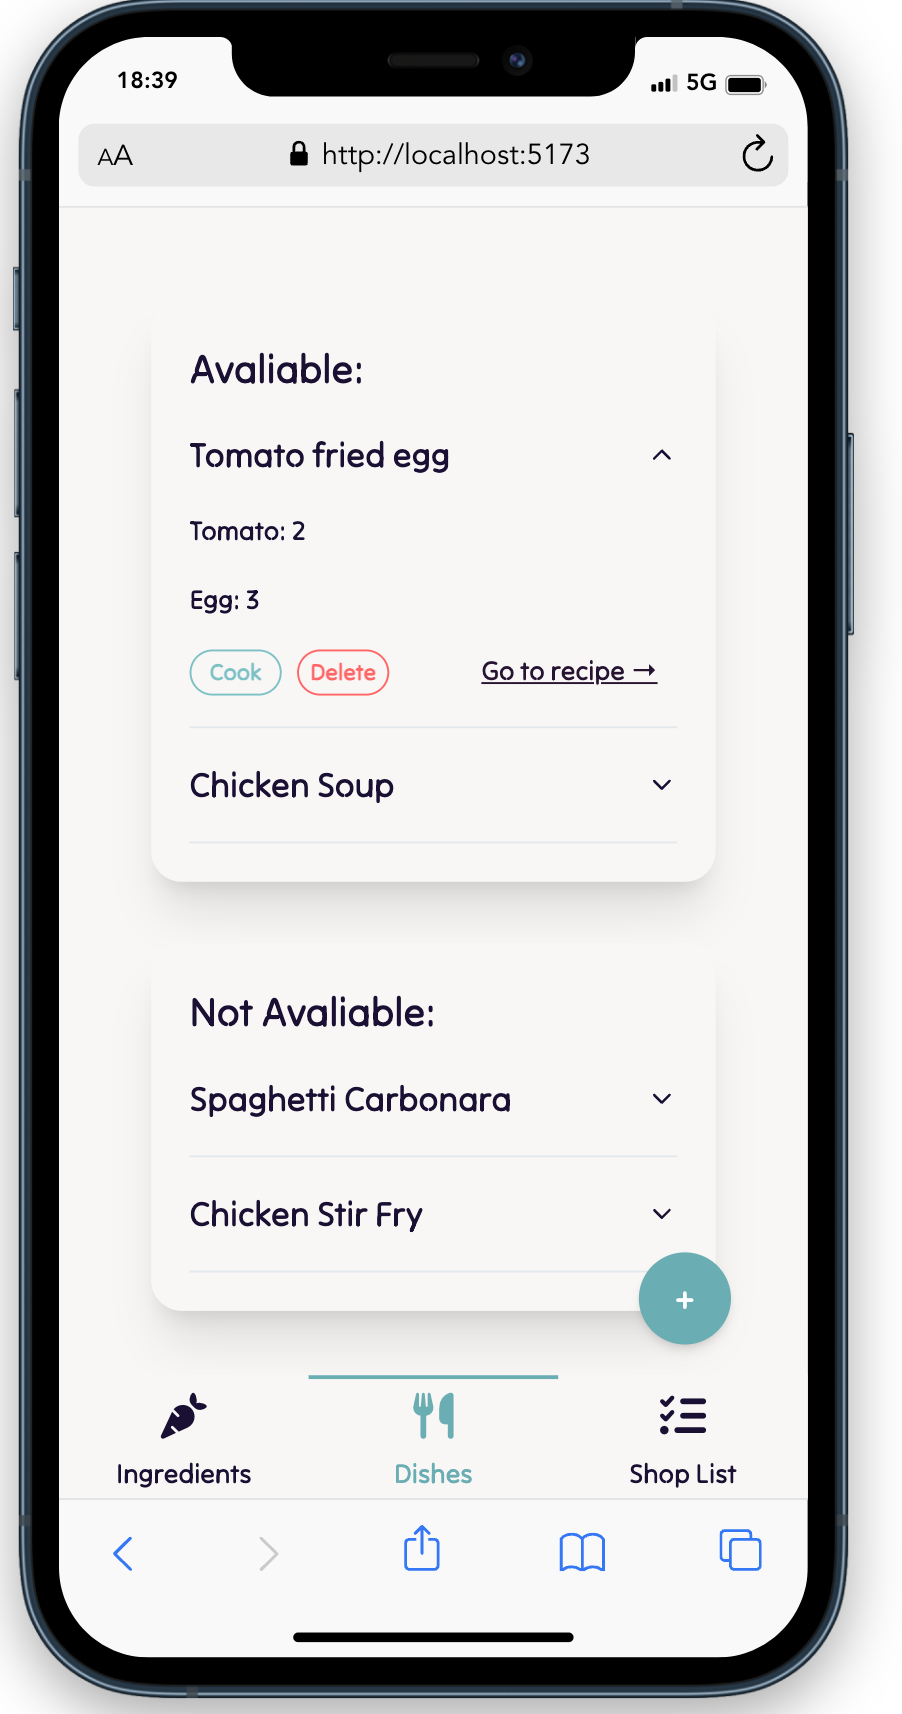 18:39
5G
AA
http://localhost:5173
Avaliable:
Tomato fried egg
Tomato: 2
Egg: 3
Cook Delete Go to recipe →
Chicken Soup
Not Avaliable:
Spaghetti Carbonara
Chicken Stir Fry
+
Ingredients Dishes Shop List